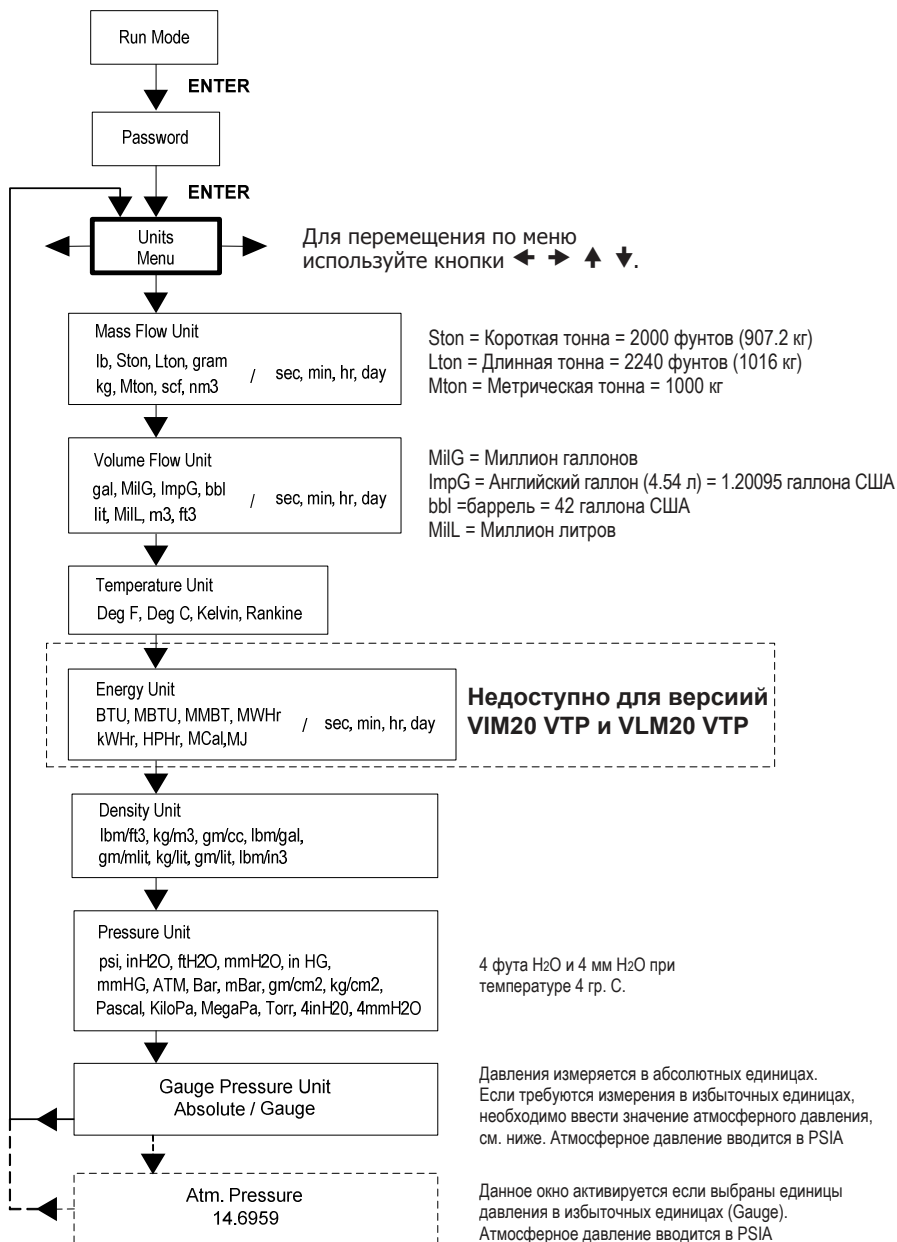 Run Mode
ENTER
Password
ENTER
Units
Menu
Для перемещения по меню
используйте кнопки ← → ↑ ↓.
Mass Flow Unit
lb, Ston, Lton, gram
kg, Mton, scf, nm3 / sec, min, hr, day
Ston = Короткая тонна = 2000 фунтов (907.2 кг)
Lton = Длинная тонна = 2240 фунтов (1016 кг)
Mton = Метрическая тонна = 1000 кг
Volume Flow Unit
gal, MilG, ImpG, bbl
lit, MilL, m3, ft3 / sec, min, hr, day
MilG = Миллион галлонов
ImpG = Английский галлон (4.54 л) = 1.20095 галлона США
bbl =баррель = 42 галлона США
MilL = Миллион литров
Temperature Unit
Deg F, Deg C, Kelvin, Rankine
Energy Unit
BTU, MBTU, MMBT, MWHr
kWHr, HPHr, MCal,MJ / sec, min, hr, day
Недоступно для версиий
VIM20 VTP и VLM20 VTP
Density Unit
lbm/ft3, kg/m3, gm/cc, lbm/gal,
gm/mlit, kg/lit, gm/lit, lbm/in3
Pressure Unit
psi, inH2O, ftH2O, mmH2O, in HG,
mmHG, ATM, Bar, mBar, gm/cm2, kg/cm2,
Pascal, KiloPa, MegaPa, Torr, 4inH20, 4mmH2O
4 фута H2O и 4 мм H2O при
температуре 4 гр. С.
Gauge Pressure Unit
Absolute / Gauge
Давления измеряется в абсолютных единицах.
Если требуются измерения в избыточных единицах,
необходимо ввести значение атмосферного давления,
см. ниже. Атмосферное давление вводится в PSIA
Atm. Pressure
14.6959
Данное окно активируется если выбраны единицы
давления в избыточных единицах (Gauge).
Атмосферное давление вводится в PSIA